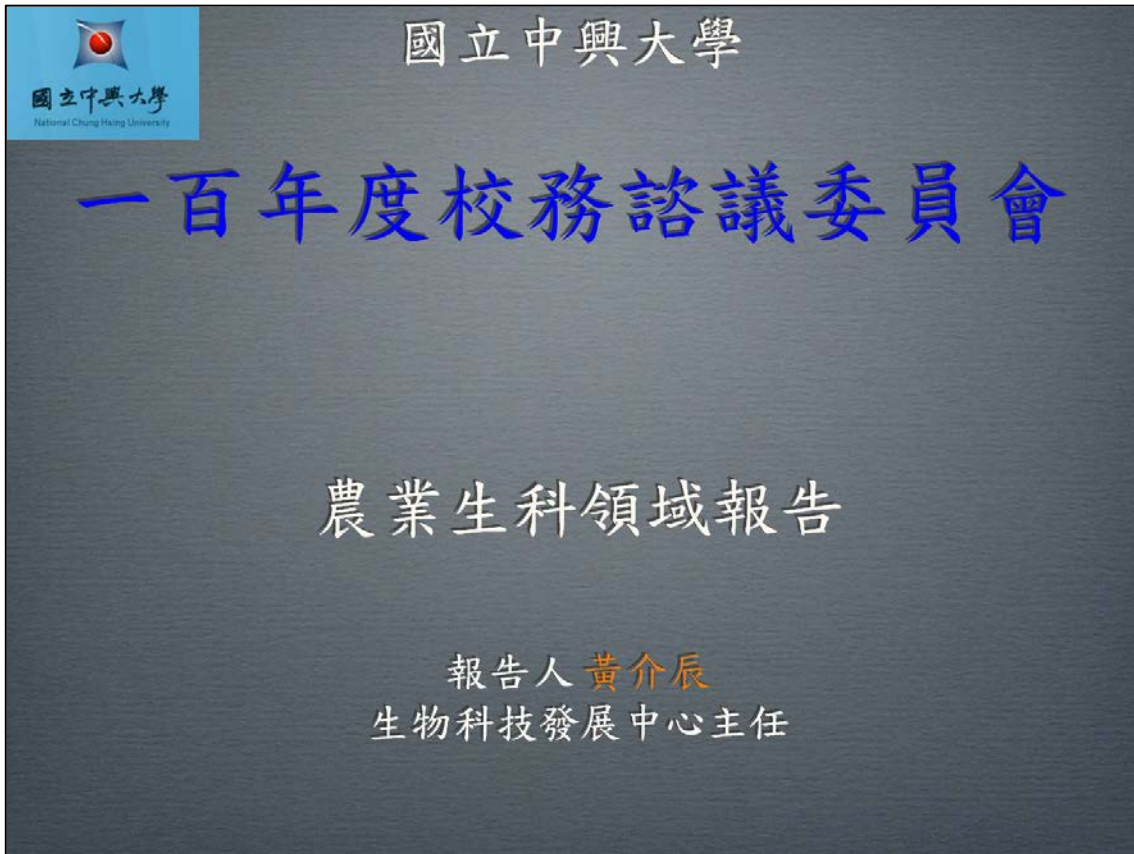 國立中興大學
National Chung Hsing University
國立中興大學
一百年度校務諮議委員會
農業生科領域報告
報告人 黃介辰
生物科技發展中心主任